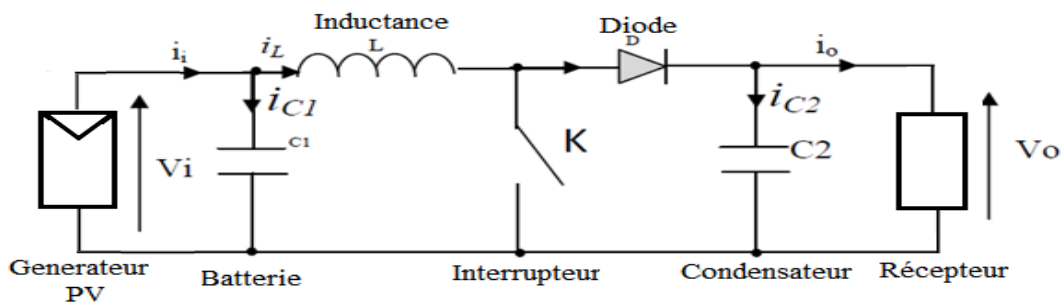 Inductance
Diode
i_i
i_L
L
D
i_o
i_C1
i_C2
C1
C2
K
Vi
Vo
Generateur
PV
Batterie
Interrupteur
Condensateur
Récepteur